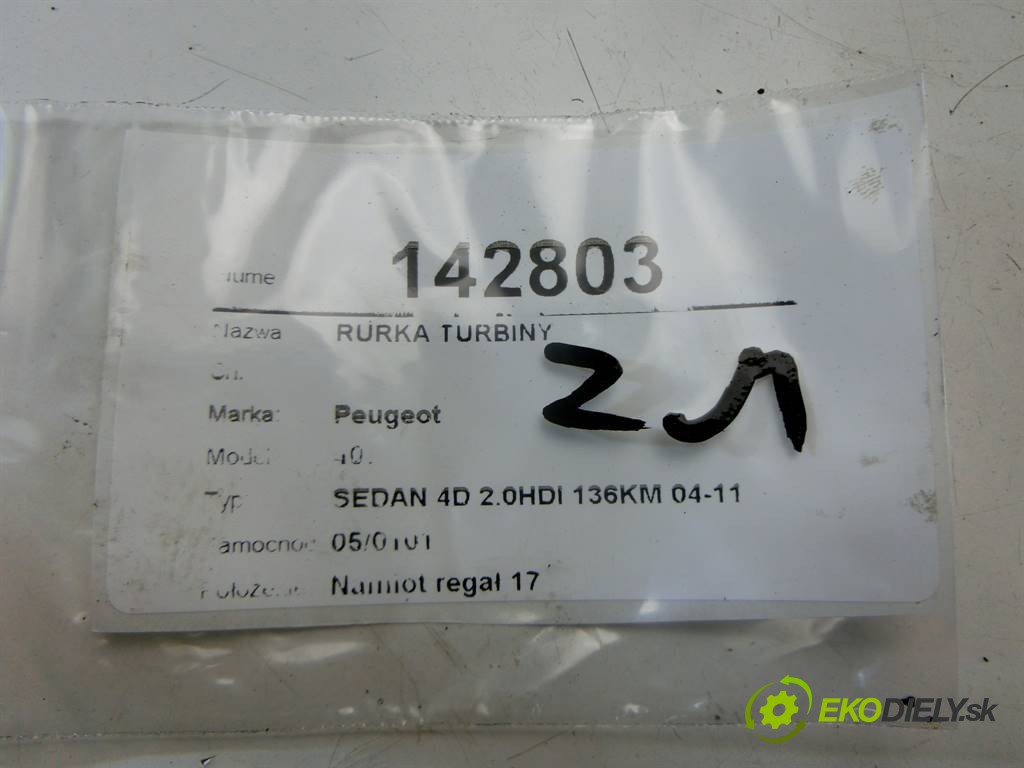 142803
Nazwa RURKA TURBINY
Marka: Peugeot
Model
Typ SEDAN 4D 2.0HDI 136KM 04-11
05/0101
Namiot regał 17
EKODIELY.sk